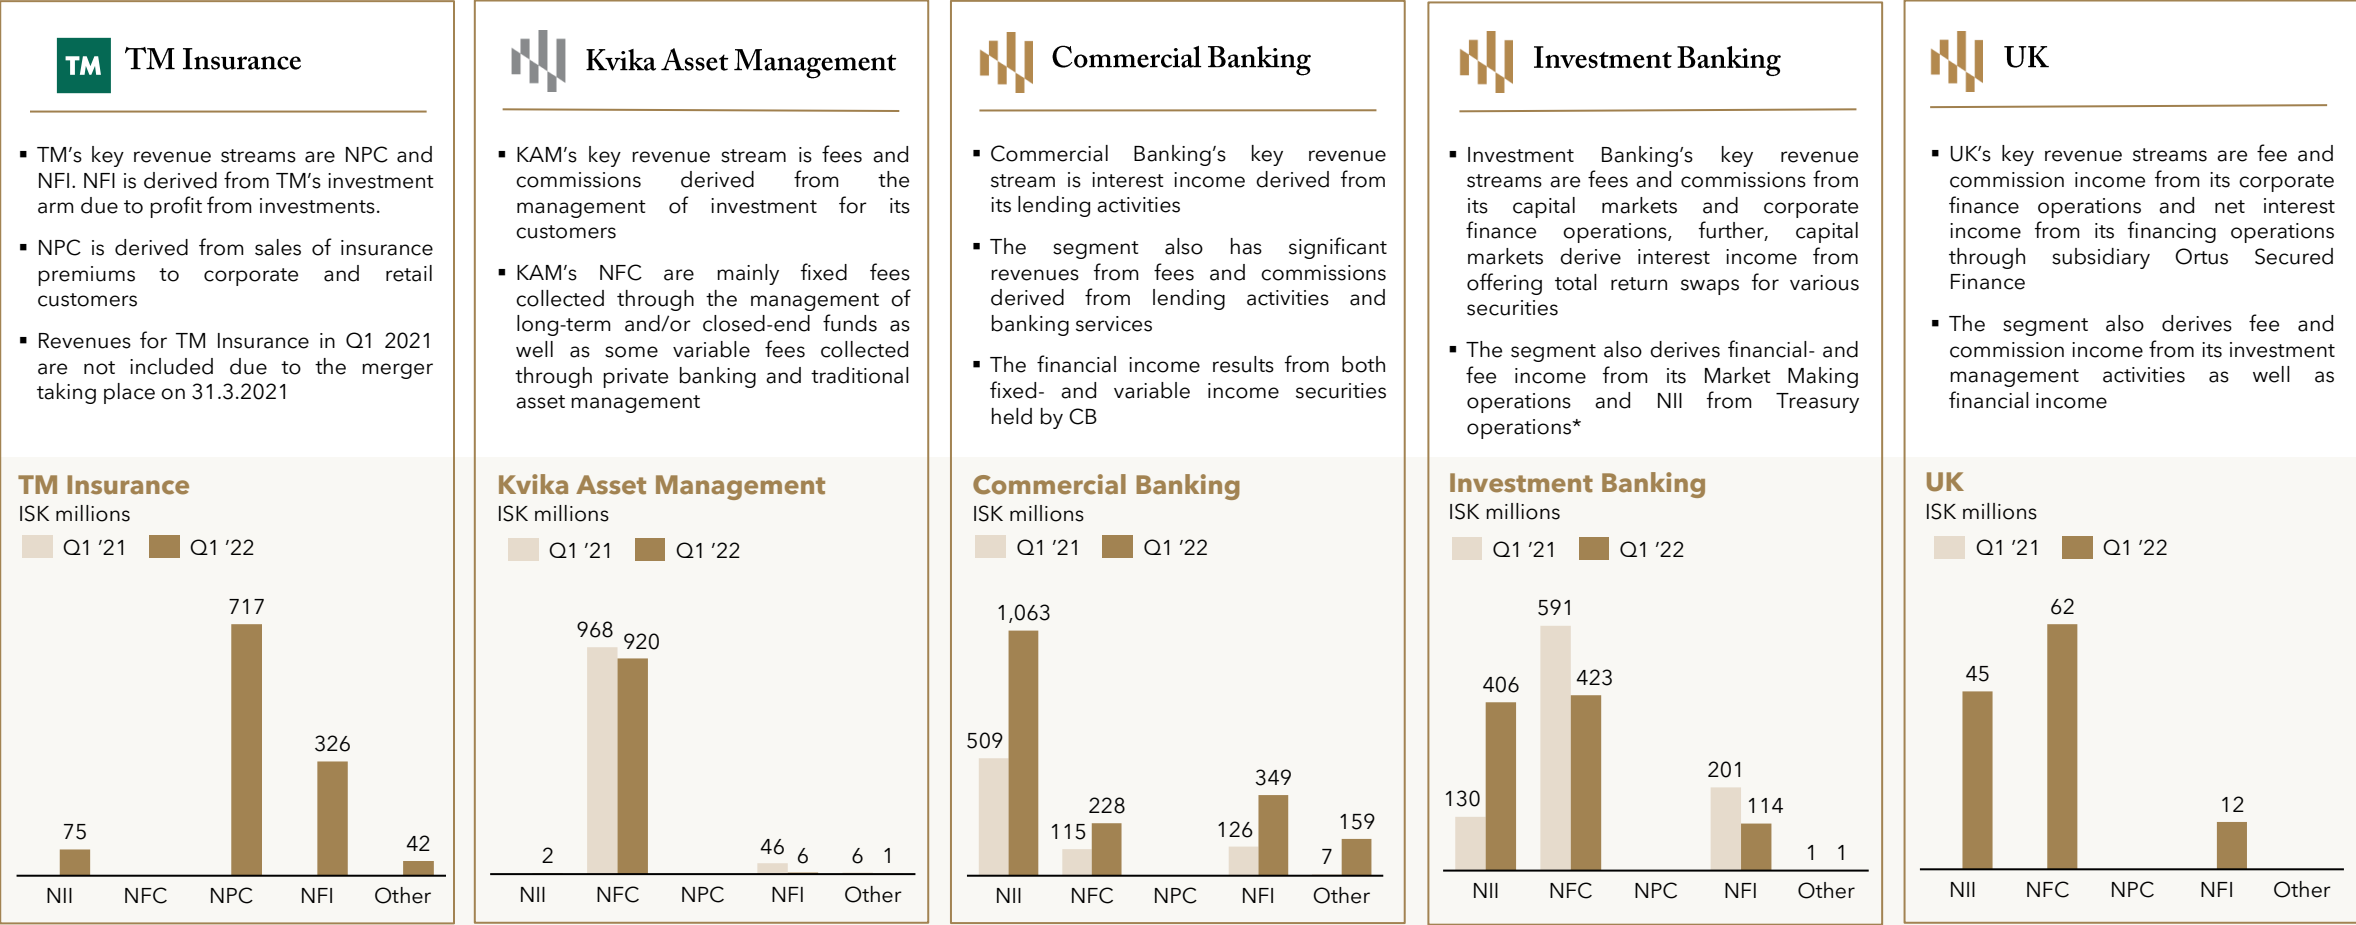 TM TM Insurance
TM's key revenue streams are NPC and
NFI. NFI is derived from TM's investment
arm due to profit from investments.
NPC is derived from sales of insurance
premiums to corporate and retail
customers
Revenues for TM Insurance in Q1 2021
are not included due to the merger
taking place on 31.3.2021
TM Insurance
ISK millions
Q1 '21 Q1 '22
717
326
75
42
NII NFC NPC NFI Other
Kvika Asset Management
KAM's key revenue stream is fees and
commissions derived from the
management of investment for its
customers
KAM's NFC are mainly fixed fees
collected through the management of
long-term and/or closed-end funds as
well as some variable fees collected
through private banking and traditional
asset management
Kvika Asset Management
ISK millions
Q1 '21 Q1 '22
968 920
2 46 6 6 1
NII NFC NPC NFI Other
Commercial Banking
Commercial Banking's key revenue
stream is interest income derived from
its lending activities
The segment also has significant
revenues from fees and commissions
derived from lending activities and
banking services
The financial income results from both
fixed- and variable income securities
held by CB
Commercial Banking
ISK millions
Q1 '21 Q1 '22
1,063
509
349
115 228 126 159
7
NII NFC NPC NFI Other
Investment Banking
Investment Banking's key revenue
streams are fees and commissions from
its capital markets and corporate
finance operations, further, capital
markets derive interest income from
offering total return swaps for various
securities
The segment also derives financial- and
fee income from its Market Making
operations and NII from Treasury
operations*
Investment Banking
ISK millions
Q1 '21 Q1 '22
591
406 423
201
130 114
1 1
NII NFC NPC NFI Other
UK
UK's key revenue streams are fee and
commission income from its corporate
finance operations and net interest
income from its financing operations
through subsidiary Ortus Secured
Finance
The segment also derives fee and
commission income from its investment
management activities as well as
financial income
UK
ISK millions
Q1 '21 Q1 '22
62
45
12
NII NFC NPC NFI Other